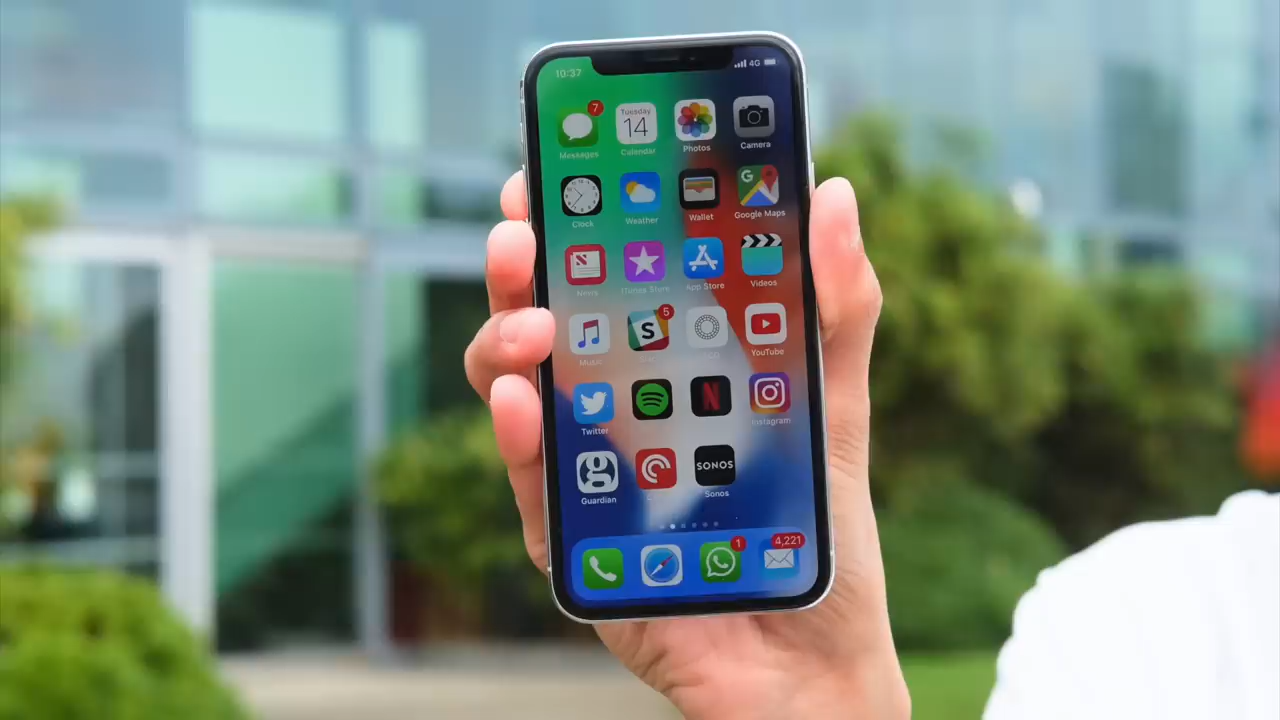 10:37
4G
7
Tuesday
14
Messages
Calendar
Photos
Camera
G
Clock
Weather
Wallet
Google Maps
N
News
iTunes Store
App Store
Videos
5
S
Music
YouTube
N
Twitter
Instagram
g
SONOS
Guardian
Sonos
1
4,221